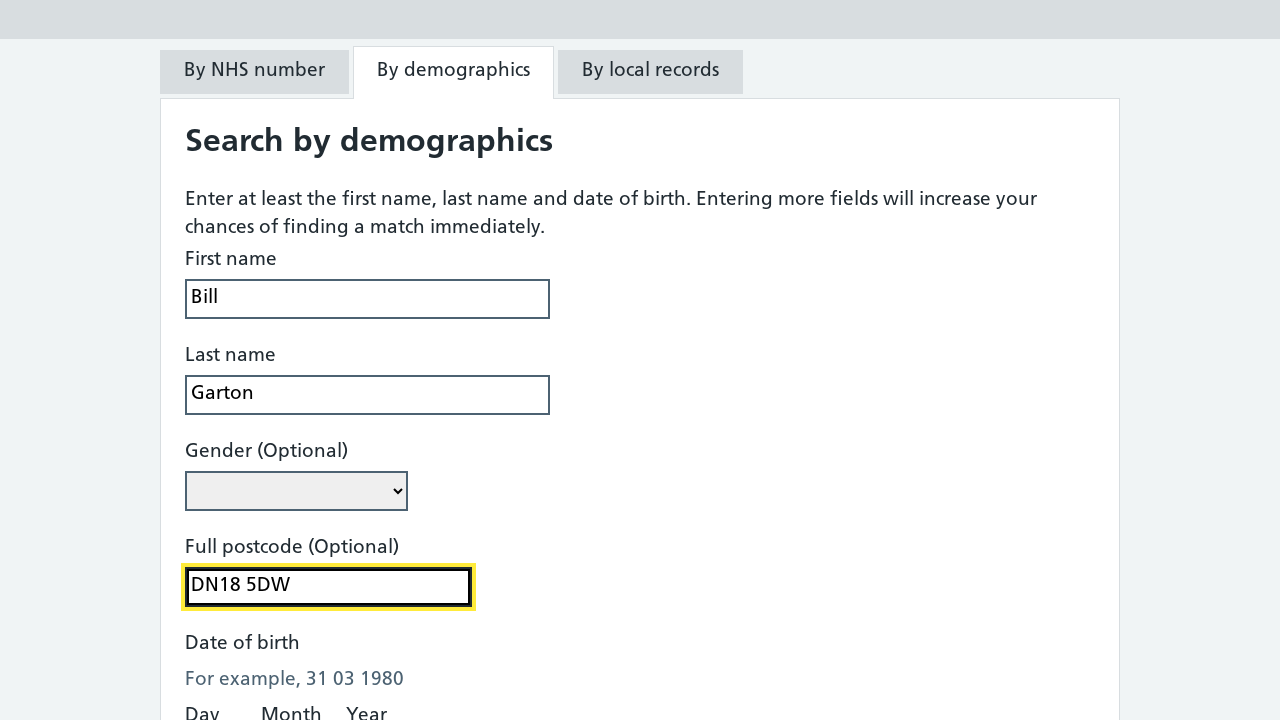 By NHS number
By demographics
By local records
Search by demographics
Enter at least the first name, last name and date of birth. Entering more fields will increase your
chances of finding a match immediately.
First name
Bill
Last name
Garton
Gender (Optional)
Full postcode (Optional)
DN18 5DW
Date of birth
For example, 31 03 1980
Day Month Year